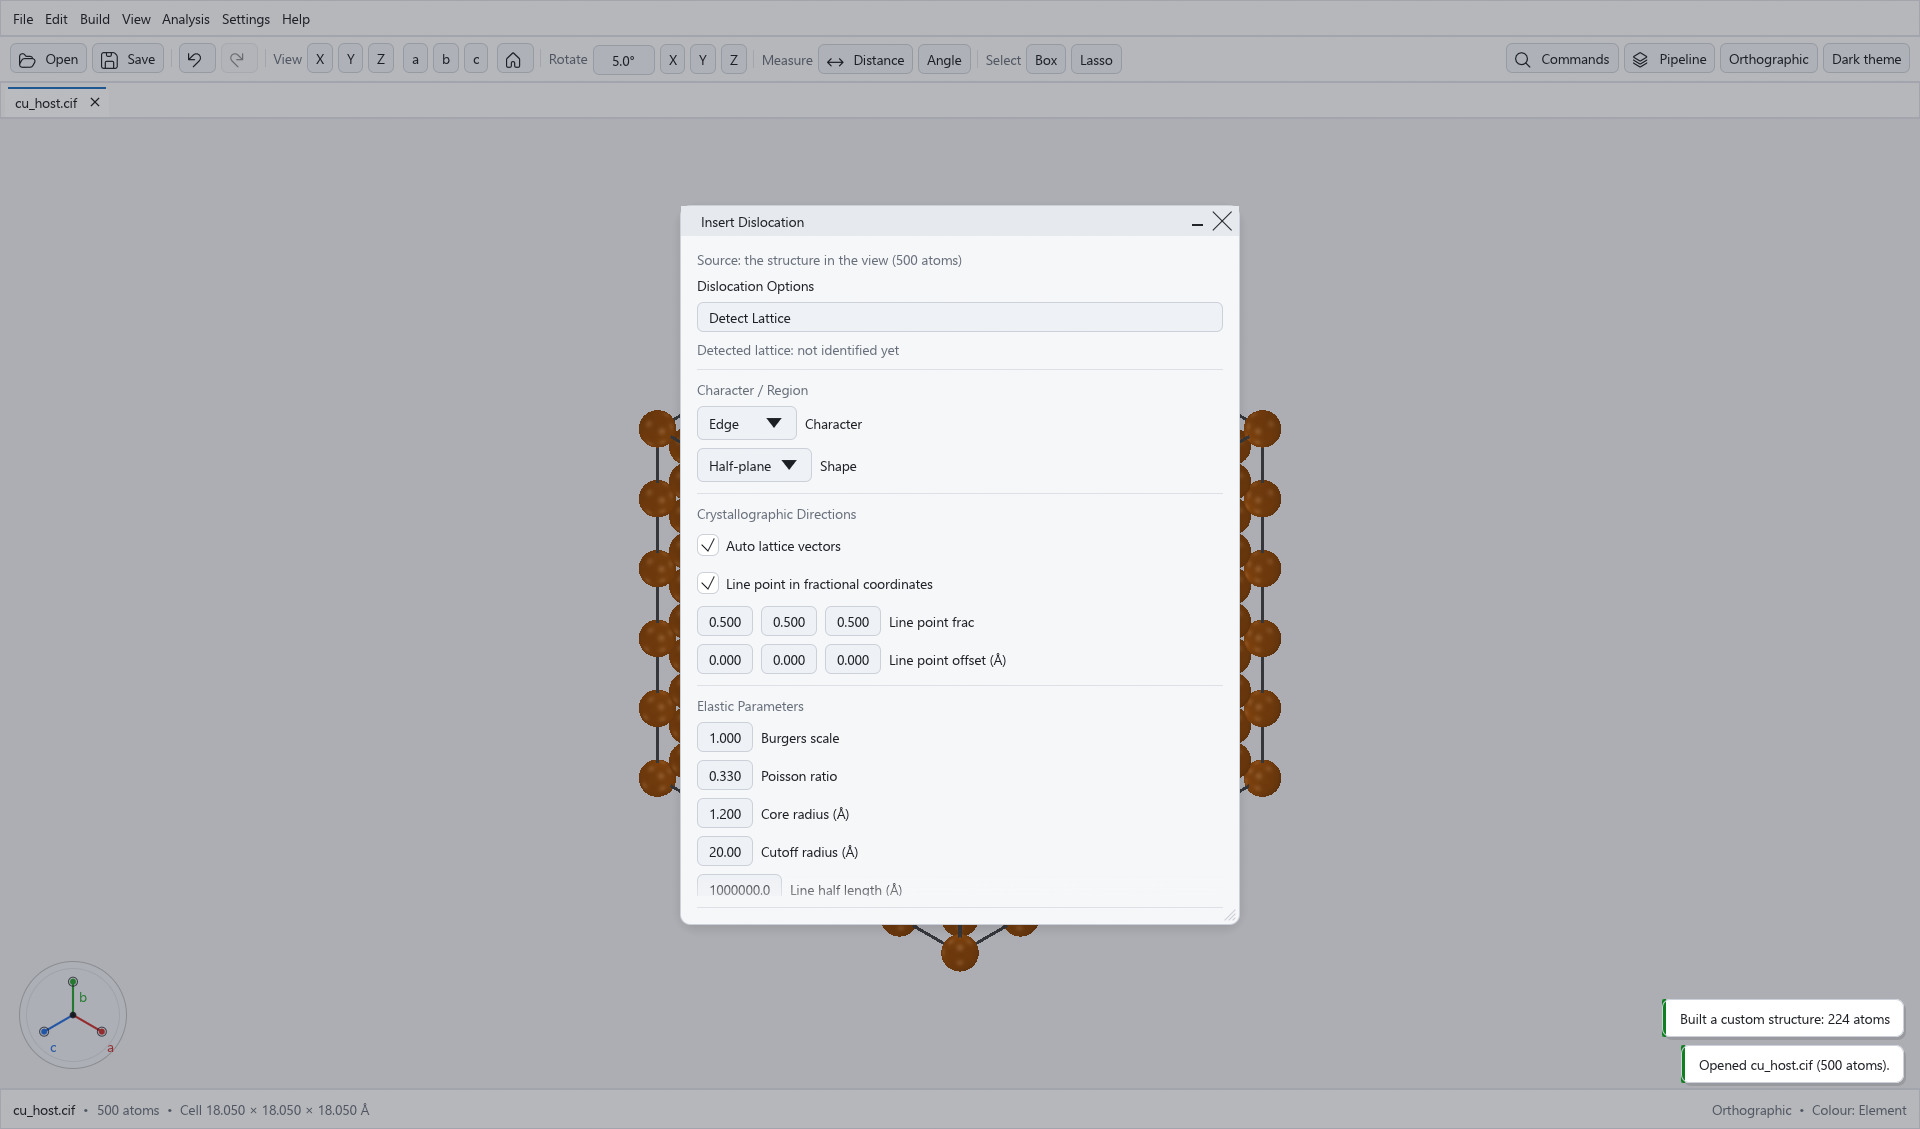 File Edit Build View Analysis Settings Help
Open Save View X Y Z a b c Rotate 5.0° X Y Z Measure Distance Angle Select Box Lasso Commands Pipeline Orthographic Dark theme
cu_host.cif
Insert Dislocation
Source: the structure in the view (500 atoms)
Dislocation Options
Detect Lattice
Detected lattice: not identified yet
Character / Region
Edge Character
Half-plane Shape
Crystallographic Directions
Auto lattice vectors
Line point in fractional coordinates
0.500 0.500 0.500 Line point frac
0.000 0.000 0.000 Line point offset (Å)
Elastic Parameters
1.000 Burgers scale
0.330 Poisson ratio
1.200 Core radius (Å)
20.00 Cutoff radius (Å)
1000000.0 Line half length (Å)
b
c a
Built a custom structure: 224 atoms
Opened cu_host.cif (500 atoms).
cu_host.cif • 500 atoms • Cell 18.050 × 18.050 × 18.050 Å Orthographic • Colour: Element